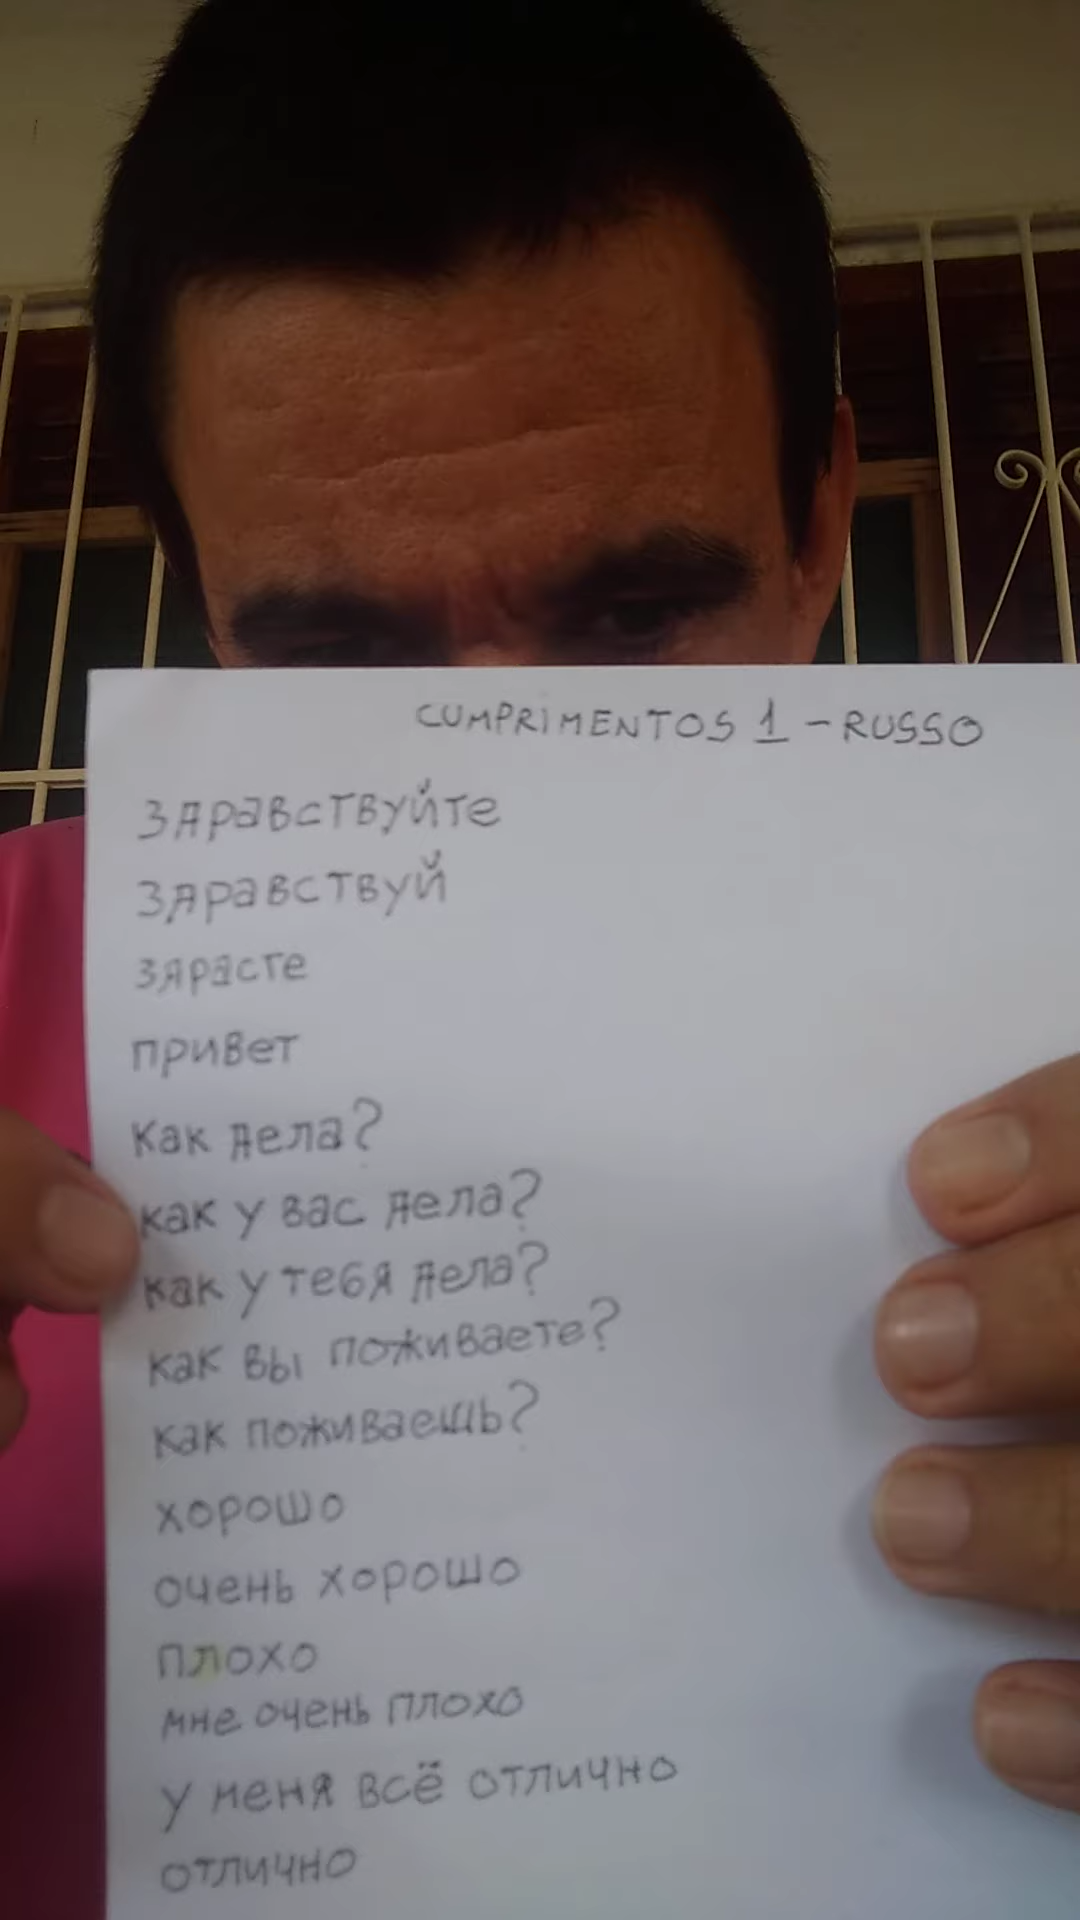 CUMPRIMENTOS 1 - RUSSO
здравствуйте
здравствуй
здрасте
привет
как дела?
как у вас дела?
как у тебя дела?
как вы поживаете?
как поживаешь?
хорошо
очень хорошо
плохо
мне очень плохо
у меня всё отлично
отлично